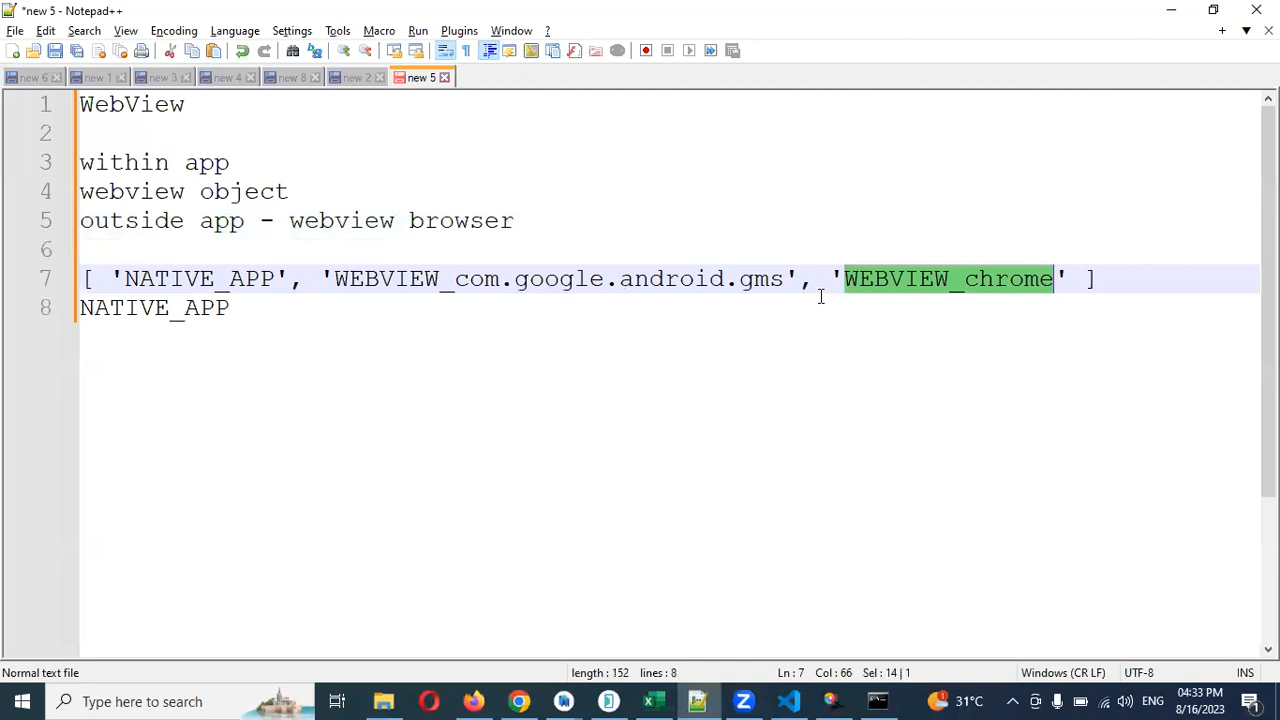 *new 5 - Notepad++
File Edit Search View Encoding Language Settings Tools Macro Run Plugins Window ?
new 6 new 1 new 3 new 4 new 8 new 2 new 5
1 WebView
2
3 within app
4 webview object
5 outside app - webview browser
6
7 [ 'NATIVE_APP', 'WEBVIEW_com.google.android.gms', 'WEBVIEW_chrome' ]
8 NATIVE_APP
Normal text file length : 152 lines : 8 Ln : 7 Col : 66 Sel : 14 | 1 Windows (CR LF) UTF-8 INS
Type here to search 31°C ENG 04:33 PM
8/16/2023 1